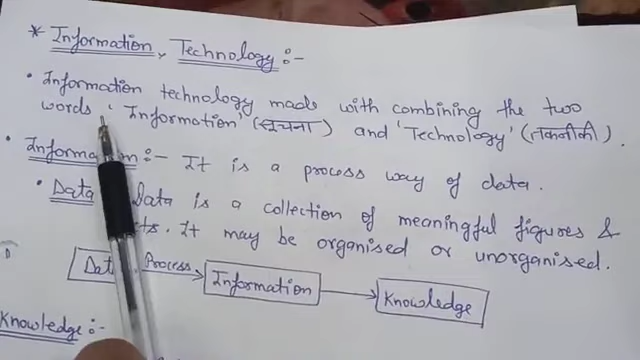 * Information, Technology :-
• Information technology made with combining the two
words 'Information' (सूचना) and 'Technology' (तकनीकी).
• Information :- It is a process way of data.
• Data Data is a collection of meaningful figures &
It may be organised or unorganised.
Data Process Information Knowledge
Knowledge :-